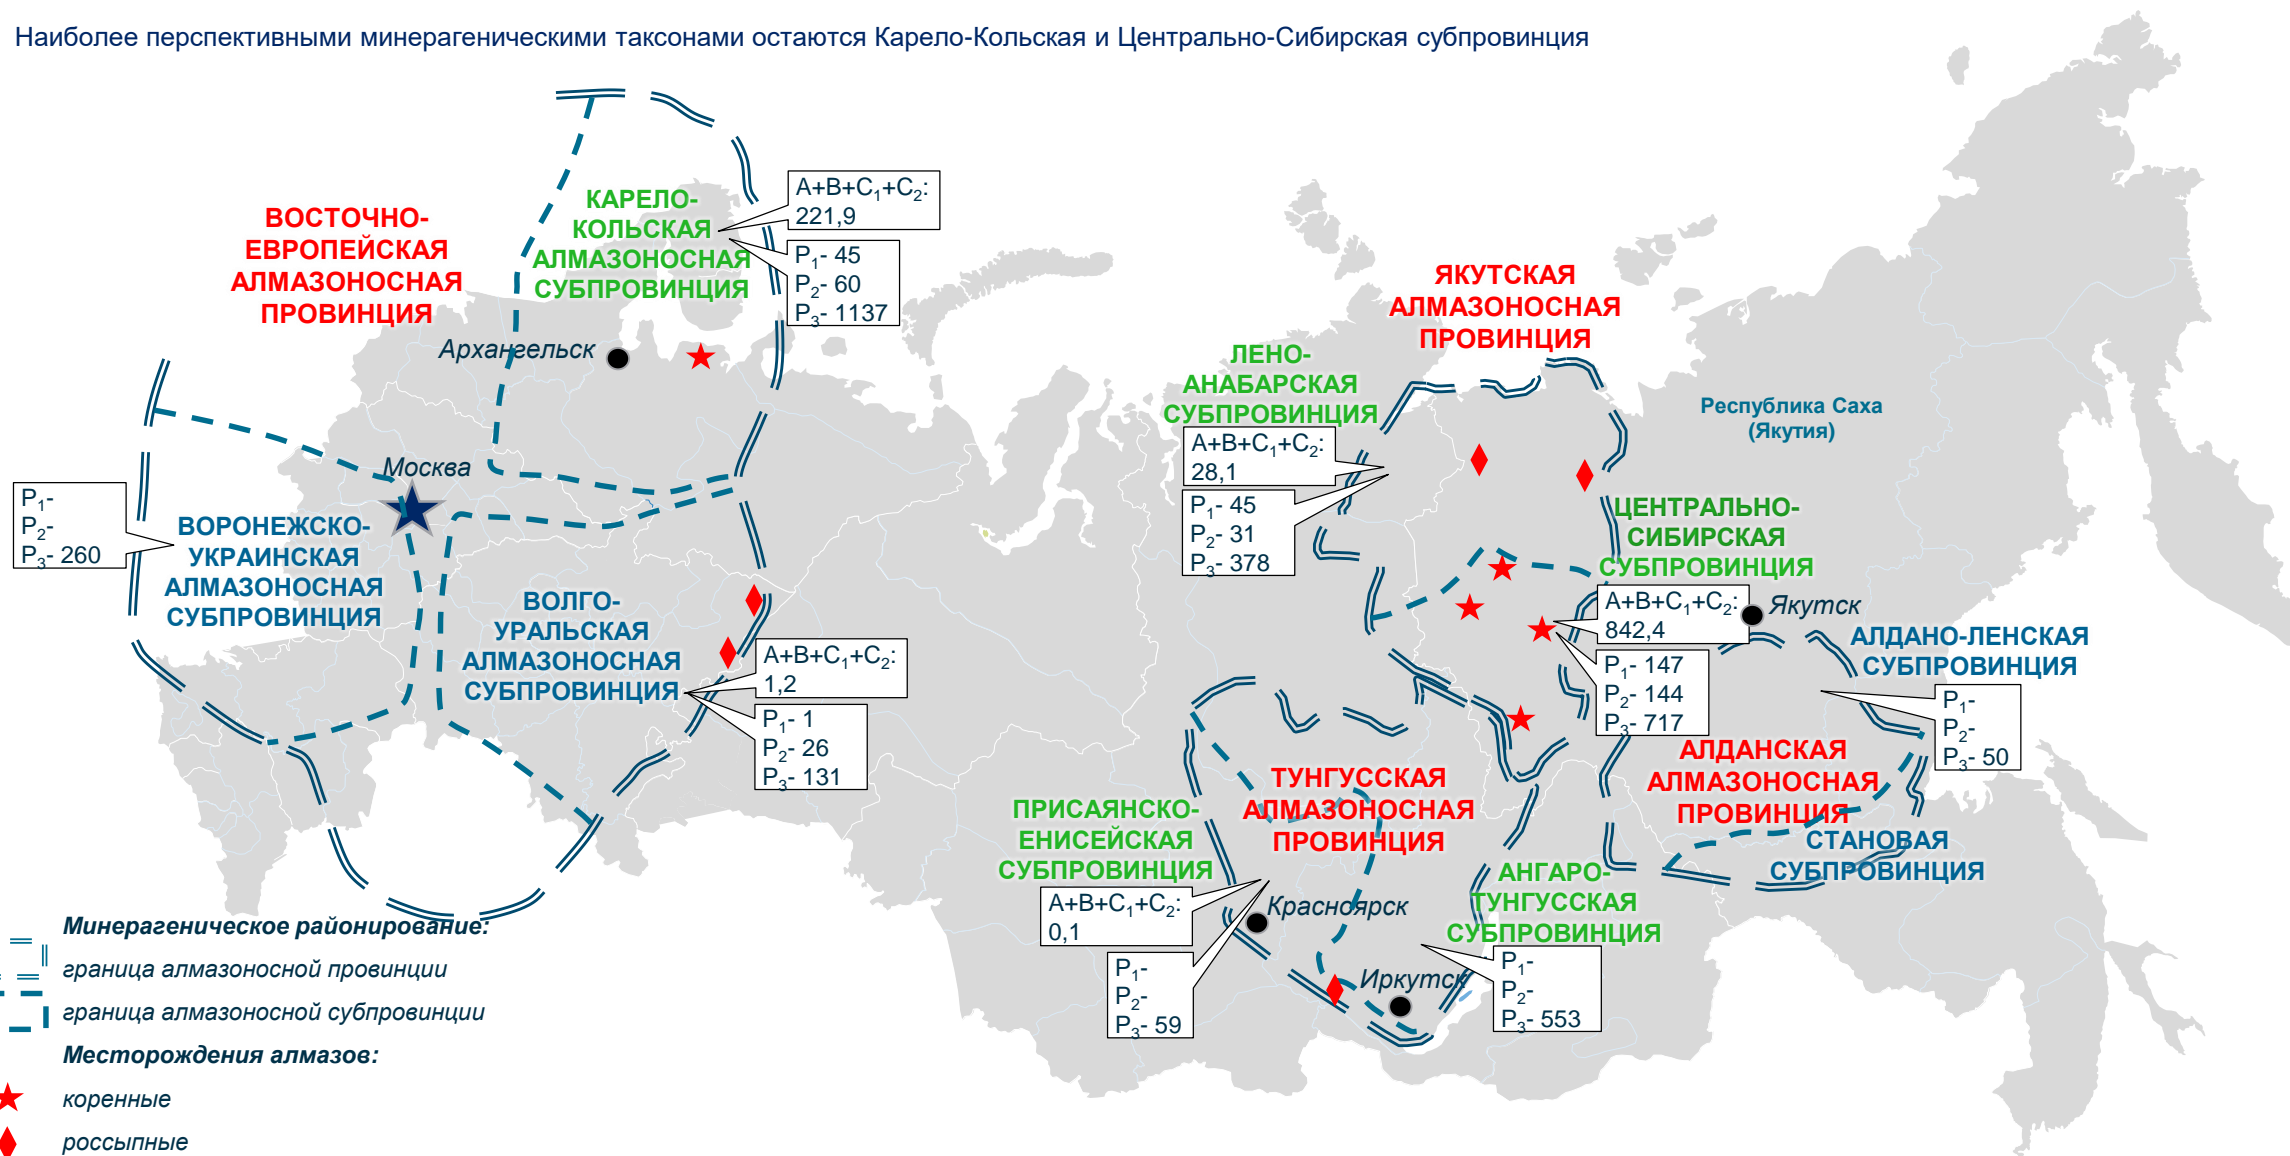 Наиболее перспективными минерагеническими таксонами остаются Карело-Кольская и Центрально-Сибирская субпровинция
ВОСТОЧНО-
ЕВРОПЕЙСКАЯ
АЛМАЗОНОСНАЯ
ПРОВИНЦИЯ
КАРЕЛО-
КОЛЬСКАЯ
АЛМАЗОНОСНАЯ
СУБПРОВИНЦИЯ
A+B+C₁+C₂:
221,9
P₁- 45
P₂- 60
P₃- 1137
Архангельск
Москва
P₁-
P₂-
P₃- 260
ВОРОНЕЖСКО-
УКРАИНСКАЯ
АЛМАЗОНОСНАЯ
СУБПРОВИНЦИЯ
ВОЛГО-
УРАЛЬСКАЯ
АЛМАЗОНОСНАЯ
СУБПРОВИНЦИЯ
A+B+C₁+C₂:
1,2
P₁- 1
P₂- 26
P₃- 131
ЯКУТСКАЯ
АЛМАЗОНОСНАЯ
ПРОВИНЦИЯ
ЛЕНО-
АНАБАРСКАЯ
СУБПРОВИНЦИЯ
A+B+C₁+C₂:
28,1
P₁- 45
P₂- 31
P₃- 378
Республика Саха
(Якутия)
ЦЕНТРАЛЬНО-
СИБИРСКАЯ
СУБПРОВИНЦИЯ
A+B+C₁+C₂:
842,4
P₁- 147
P₂- 144
P₃- 717
Якутск
АЛДАНО-ЛЕНСКАЯ
СУБПРОВИНЦИЯ
P₁-
P₂-
P₃- 50
АЛДАНСКАЯ
АЛМАЗОНОСНАЯ
ПРОВИНЦИЯ
СТАНОВАЯ
СУБПРОВИНЦИЯ
ТУНГУССКАЯ
АЛМАЗОНОСНАЯ
ПРОВИНЦИЯ
ПРИСАЯНСКО-
ЕНИСЕЙСКАЯ
СУБПРОВИНЦИЯ
A+B+C₁+C₂:
0,1
P₁-
P₂-
P₃- 59
Красноярск
АНГАРО-
ТУНГУССКАЯ
СУБПРОВИНЦИЯ
P₁-
P₂-
P₃- 553
Иркутск
Минерагеническое районирование:
граница алмазоносной провинции
граница алмазоносной субпровинции
Месторождения алмазов:
коренные
россыпные